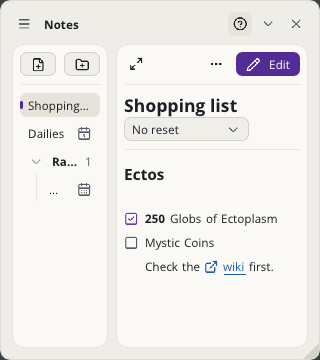 Notes
Shopping...
Dailies
Ra... 1
...
Edit
Shopping list
No reset
Ectos
250 Globs of Ectoplasm
Mystic Coins
Check the wiki first.